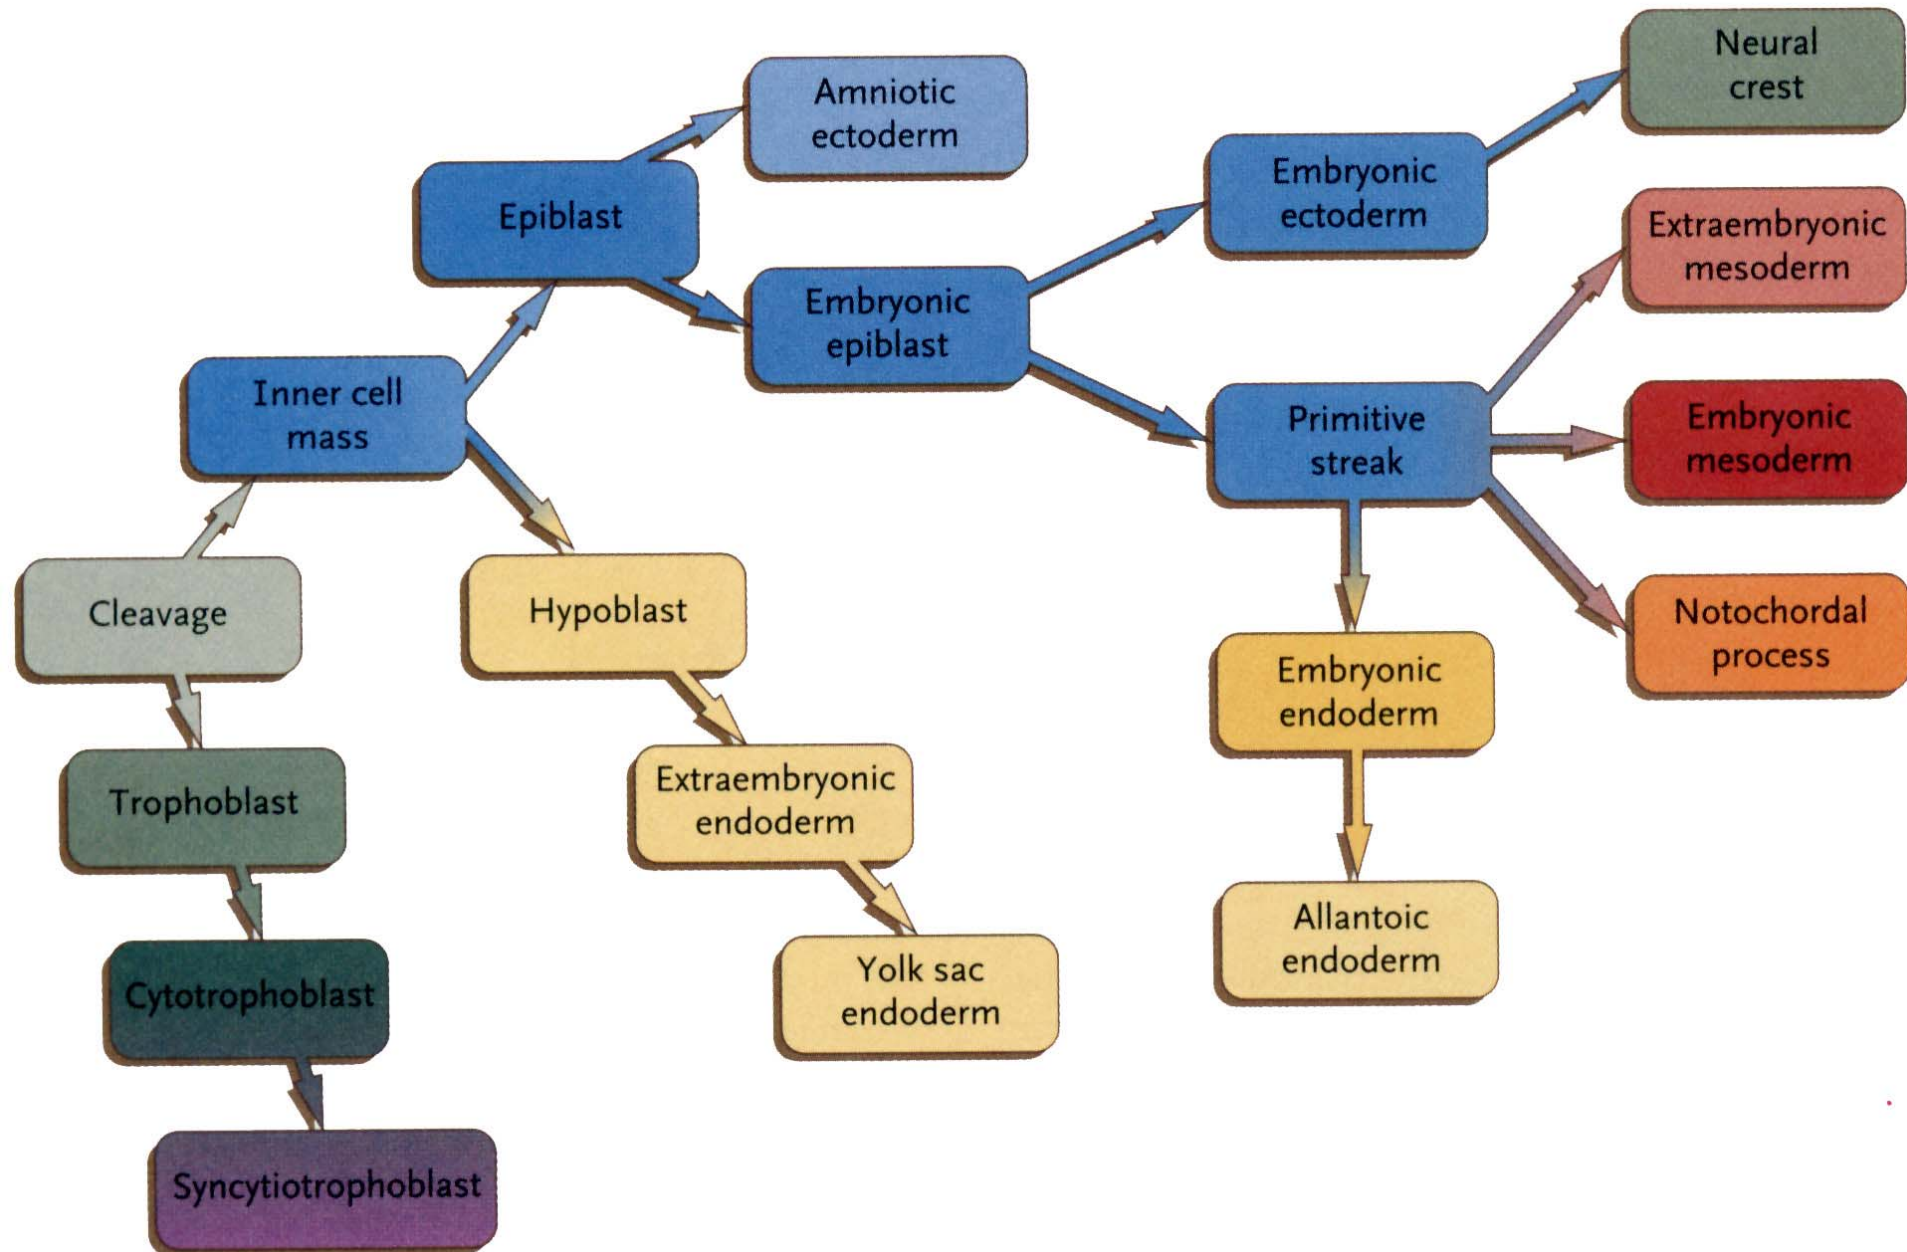 Neural
crest
Amniotic
ectoderm
Embryonic
ectoderm
Epiblast
Extraembryonic
mesoderm
Embryonic
epiblast
Inner cell
mass
Primitive
streak
Embryonic
mesoderm
Cleavage
Hypoblast
Notochordal
process
Embryonic
endoderm
Trophoblast
Extraembryonic
endoderm
Allantoic
endoderm
Cytotrophoblast
Yolk sac
endoderm
Syncytiotrophoblast